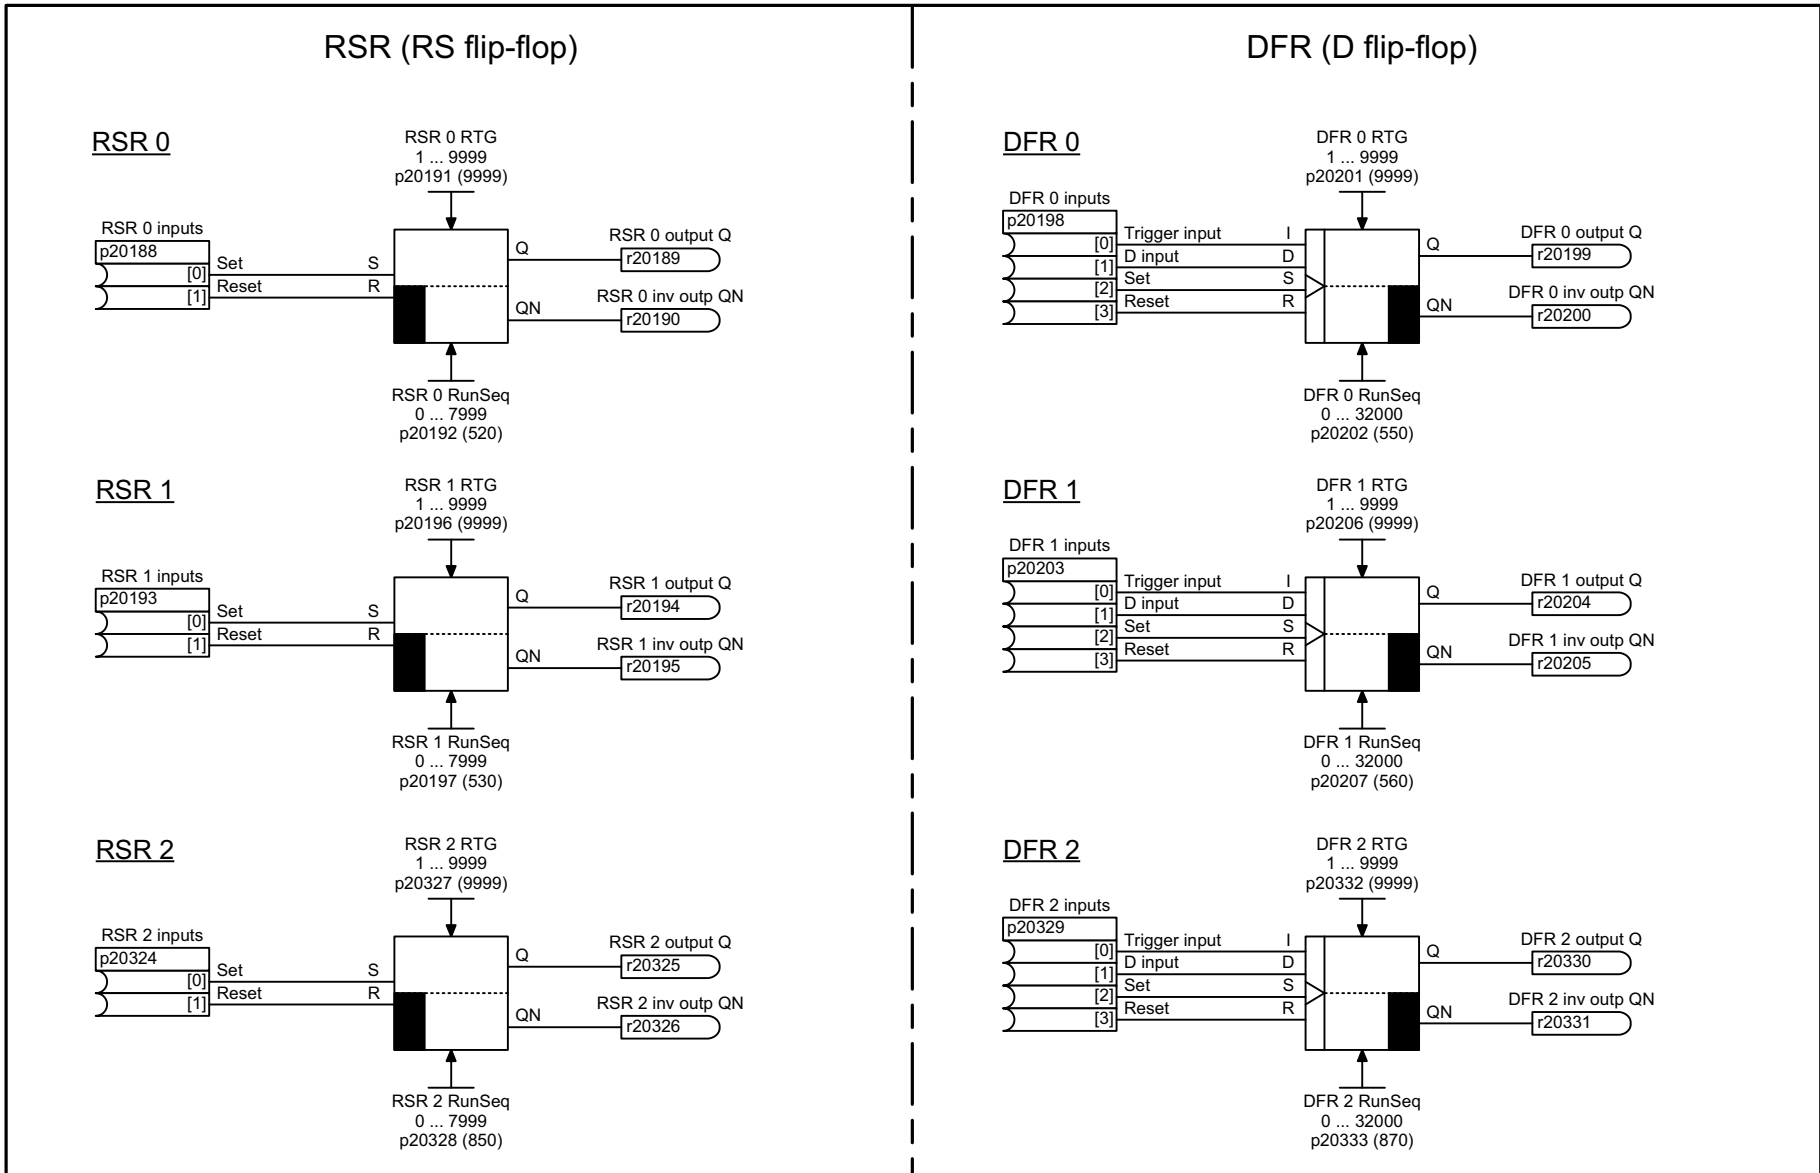 RSR (RS flip-flop)
RSR 0
RSR 0 RTG
1 ... 9999
p20191 (9999)
RSR 0 inputs
p20188
[0]
Set
S
[1]
Reset
R
Q
RSR 0 output Q
r20189
QN
RSR 0 inv outp QN
r20190
RSR 0 RunSeq
0 ... 7999
p20192 (520)
RSR 1
RSR 1 RTG
1 ... 9999
p20196 (9999)
RSR 1 inputs
p20193
[0]
Set
S
[1]
Reset
R
Q
RSR 1 output Q
r20194
QN
RSR 1 inv outp QN
r20195
RSR 1 RunSeq
0 ... 7999
p20197 (530)
RSR 2
RSR 2 RTG
1 ... 9999
p20327 (9999)
RSR 2 inputs
p20324
[0]
Set
S
[1]
Reset
R
Q
RSR 2 output Q
r20325
QN
RSR 2 inv outp QN
r20326
RSR 2 RunSeq
0 ... 7999
p20328 (850)
DFR (D flip-flop)
DFR 0
DFR 0 RTG
1 ... 9999
p20201 (9999)
DFR 0 inputs
p20198
[0]
Trigger input
I
[1]
D input
D
[2]
Set
S
[3]
Reset
R
Q
DFR 0 output Q
r20199
QN
DFR 0 inv outp QN
r20200
DFR 0 RunSeq
0 ... 32000
p20202 (550)
DFR 1
DFR 1 RTG
1 ... 9999
p20206 (9999)
DFR 1 inputs
p20203
[0]
Trigger input
I
[1]
D input
D
[2]
Set
S
[3]
Reset
R
Q
DFR 1 output Q
r20204
QN
DFR 1 inv outp QN
r20205
DFR 1 RunSeq
0 ... 32000
p20207 (560)
DFR 2
DFR 2 RTG
1 ... 9999
p20332 (9999)
DFR 2 inputs
p20329
[0]
Trigger input
I
[1]
D input
D
[2]
Set
S
[3]
Reset
R
Q
DFR 2 output Q
r20330
QN
DFR 2 inv outp QN
r20331
DFR 2 RunSeq
0 ... 32000
p20333 (870)